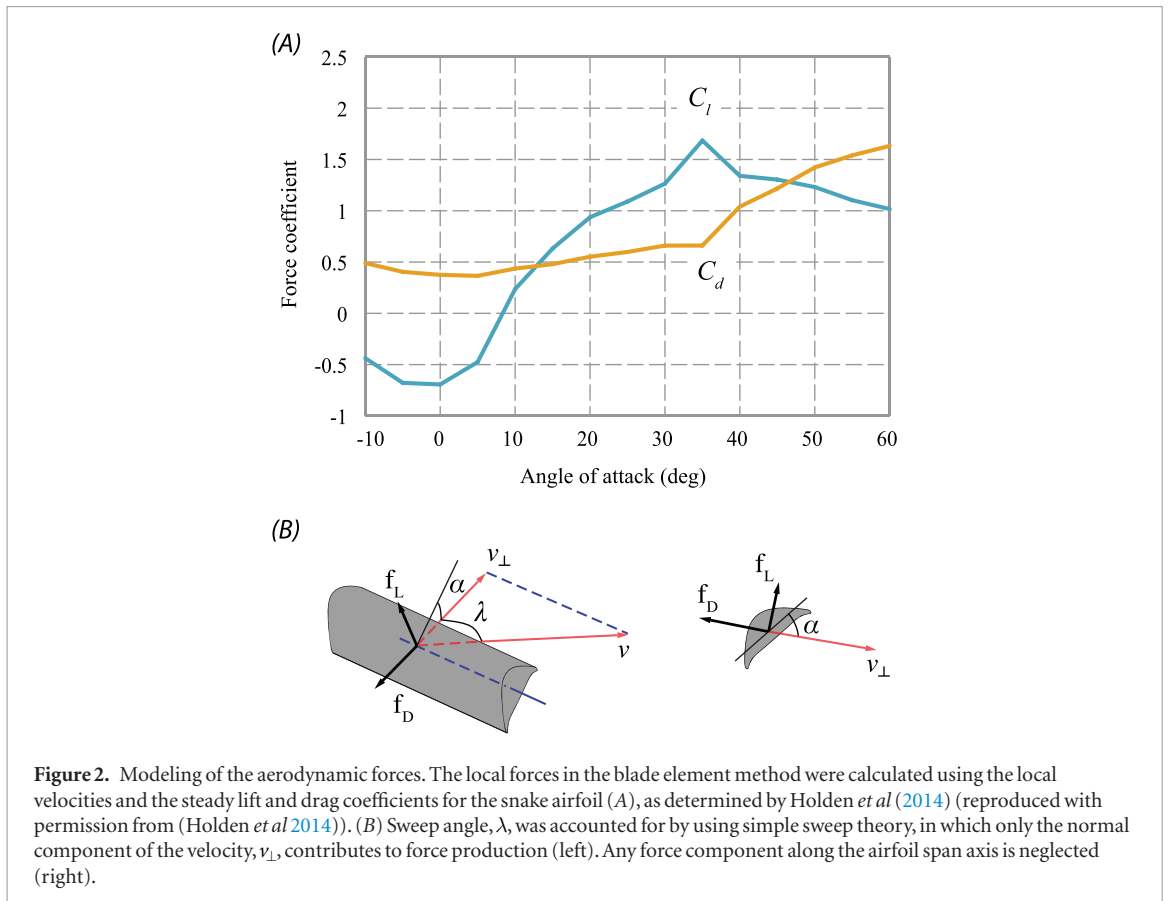 (A)
2.5
2
1.5
1
0.5
0
-0.5
-1
Force coefficient
C_l
C_d
-10 0 10 20 30 40 50 60
Angle of attack (deg)
(B)
f_L
α
v_⊥
λ
v
f_D
f_L
f_D
α
v_⊥
Figure 2. Modeling of the aerodynamic forces. The local forces in the blade element method were calculated using the local
velocities and the steady lift and drag coefficients for the snake airfoil (A), as determined by Holden et al (2014) (reproduced with
permission from (Holden et al 2014)). (B) Sweep angle, λ, was accounted for by using simple sweep theory, in which only the normal
component of the velocity, v_⊥, contributes to force production (left). Any force component along the airfoil span axis is neglected
(right).